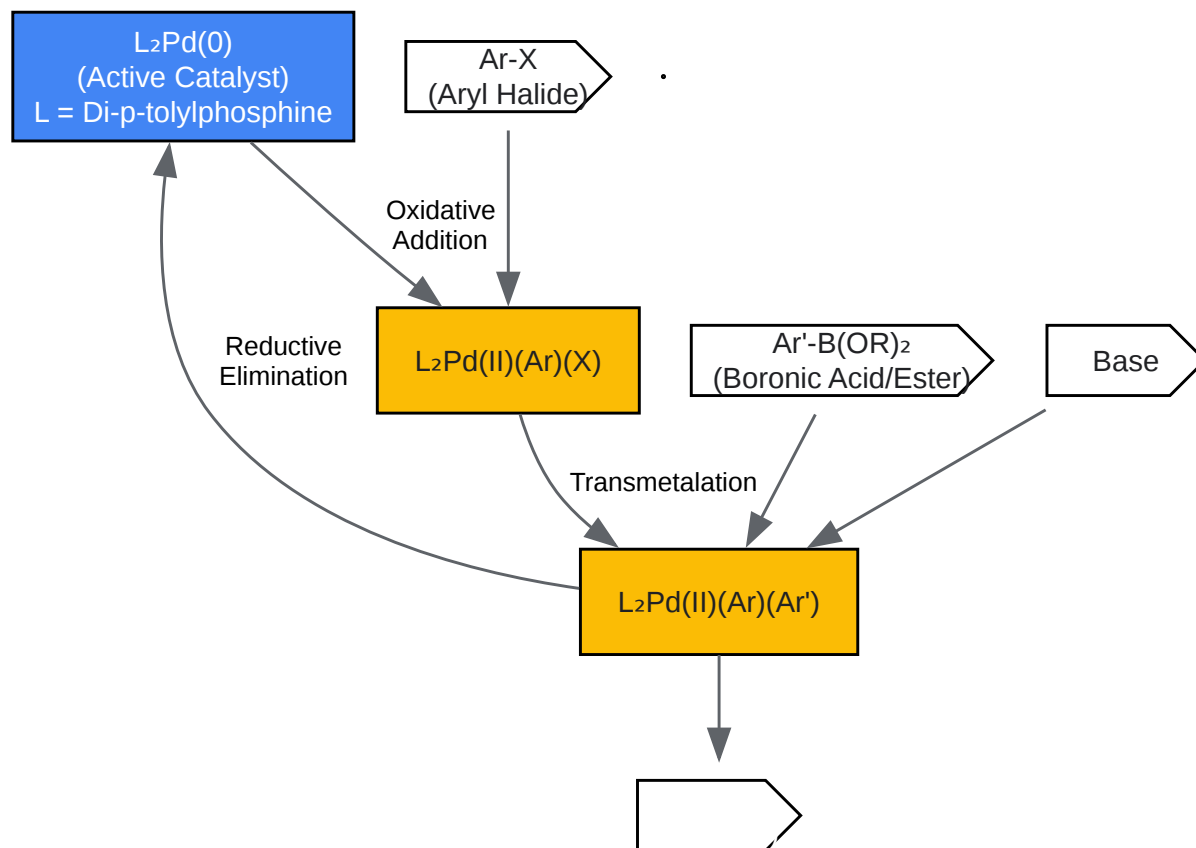 L₂Pd(0)
(Active Catalyst)
L = Di-p-tolylphosphine
Ar-X
(Aryl Halide)
Oxidative
Addition
Reductive
Elimination
L₂Pd(II)(Ar)(X)
Ar'-B(OR)₂
(Boronic Acid/Ester)
Base
Transmetalation
L₂Pd(II)(Ar)(Ar')